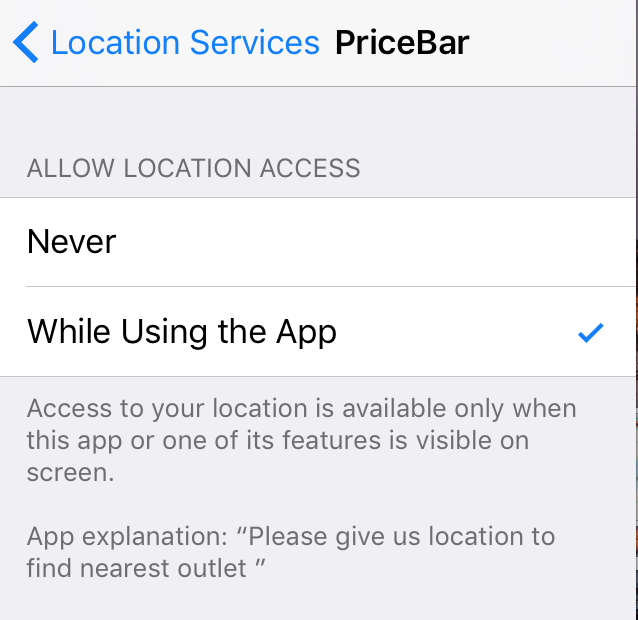 Location Services PriceBar
ALLOW LOCATION ACCESS
Never
While Using the App
Access to your location is available only when
this app or one of its features is visible on
screen.
App explanation: “Please give us location to
find nearest outlet ”